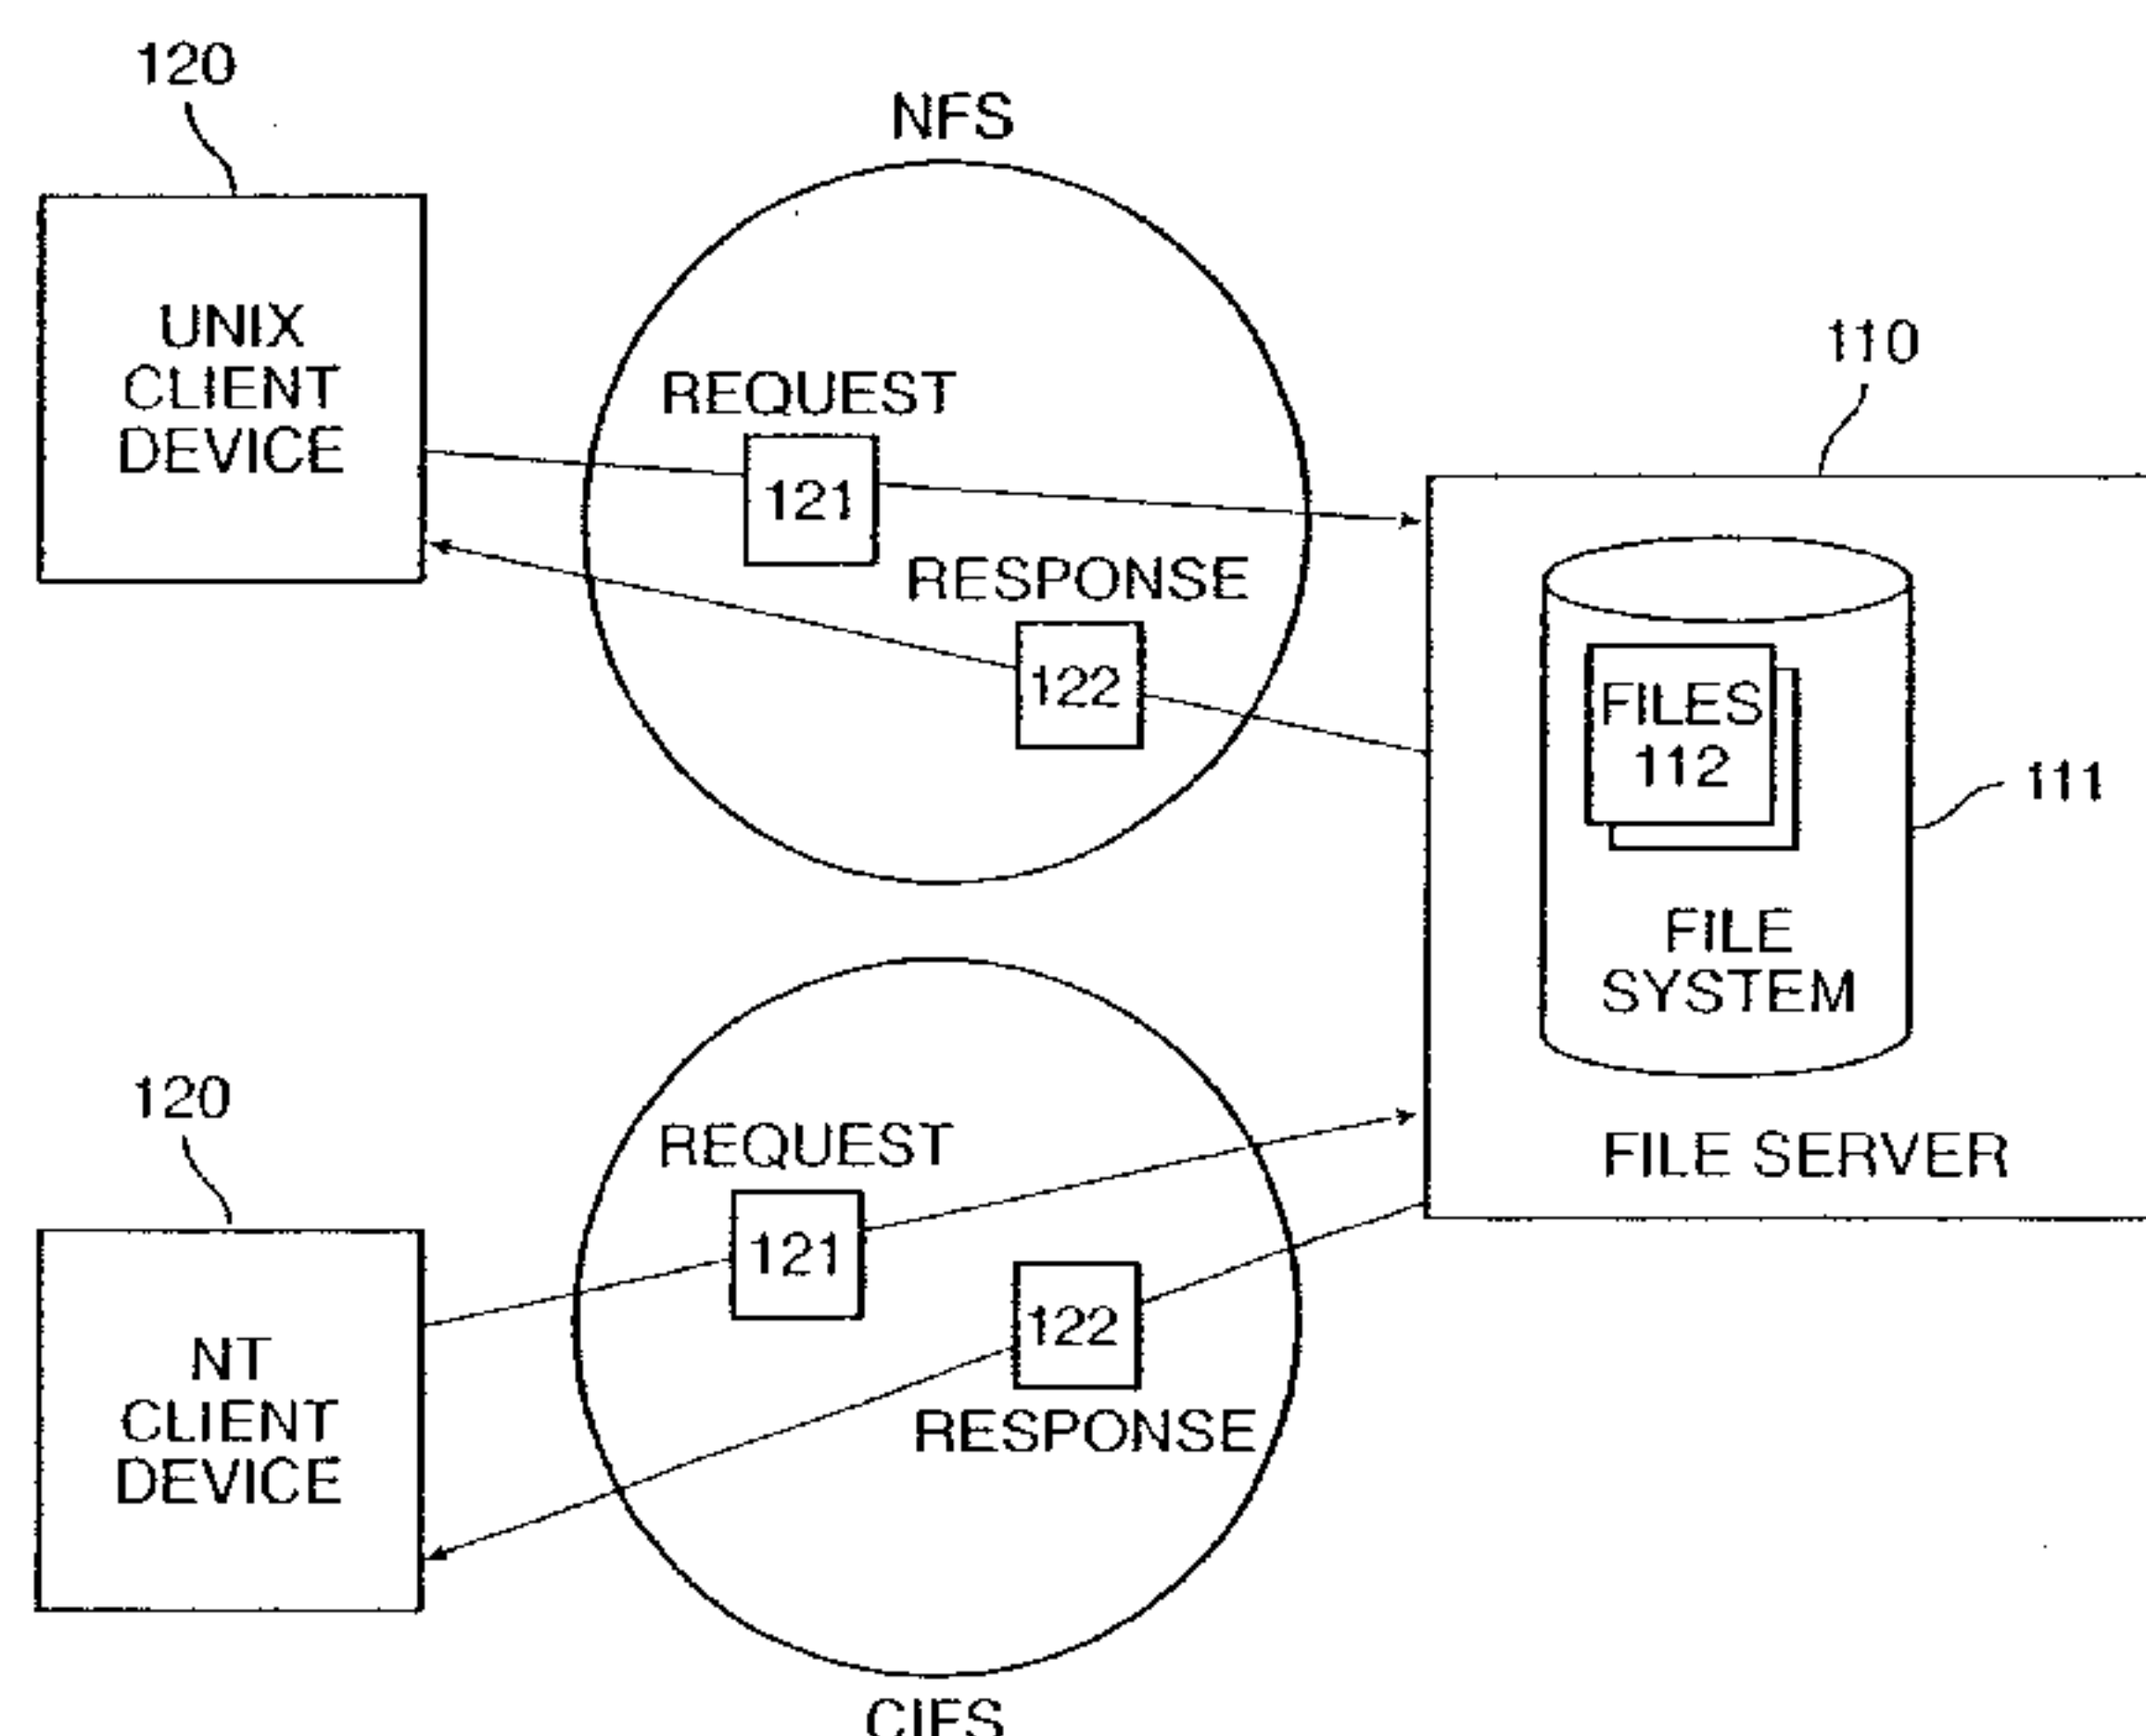 120
NFS
UNIX
CLIENT
DEVICE
REQUEST
121
RESPONSE
122
110
FILES
112
111
FILE
SYSTEM
FILE SERVER
120
NT
CLIENT
DEVICE
REQUEST
121
122
RESPONSE
CIFS